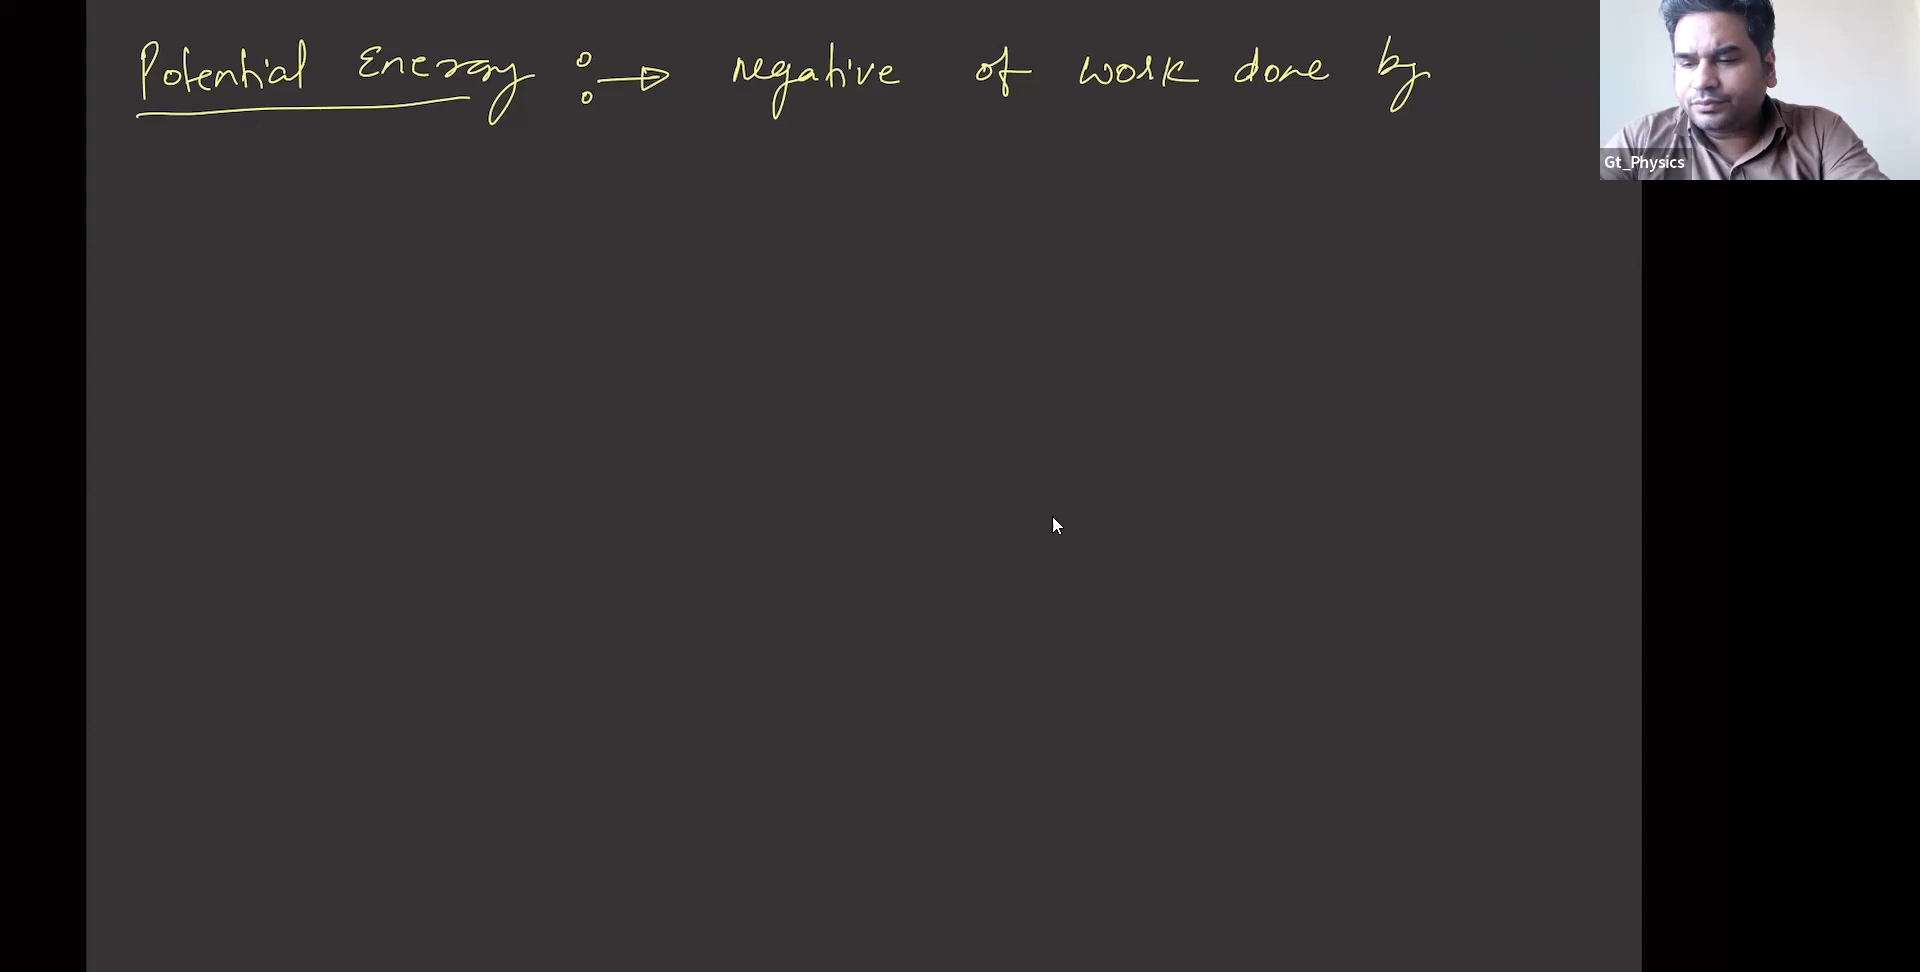 Potential Energy :→ negative of work done by
Gt_Physics